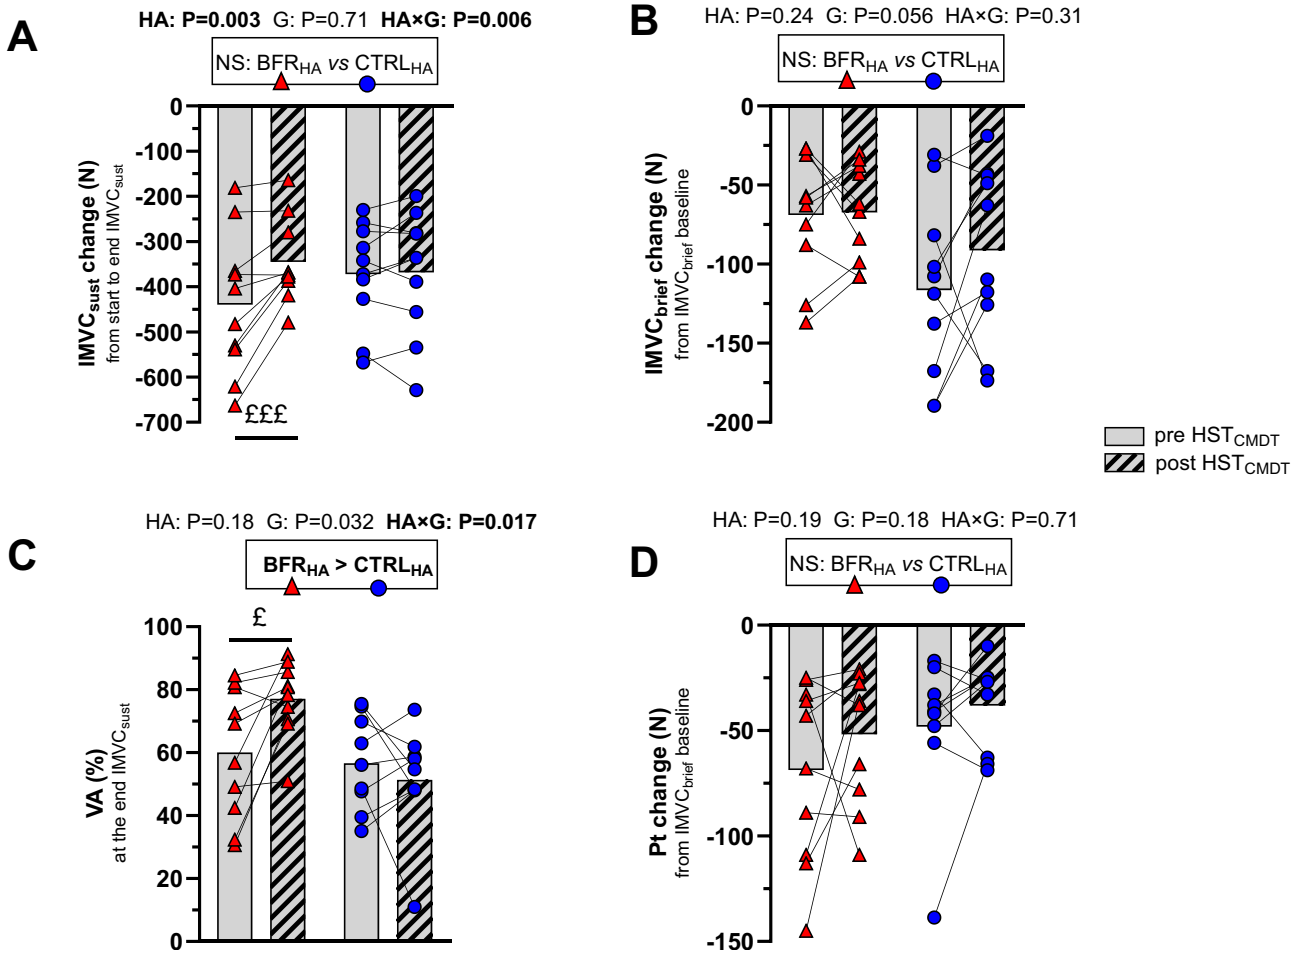 A
HA: P=0.003 G: P=0.71 HA×G: P=0.006
NS: BFRHA vs CTRLHA
IMVCsust change (N)
from start to end IMVCsust
0
-100
-200
-300
-400
-500
-600
-700
£££
B
HA: P=0.24 G: P=0.056 HA×G: P=0.31
NS: BFRHA vs CTRLHA
IMVCbrief change (N)
from IMVCbrief baseline
0
-50
-100
-150
-200
pre HSTCMDT
post HSTCMDT
C
HA: P=0.18 G: P=0.032 HA×G: P=0.017
BFRHA > CTRLHA
£
VA (%)
at the end IMVCsust
100
80
60
40
20
0
D
HA: P=0.19 G: P=0.18 HA×G: P=0.71
NS: BFRHA vs CTRLHA
Pt change (N)
from IMVCbrief baseline
0
-50
-100
-150